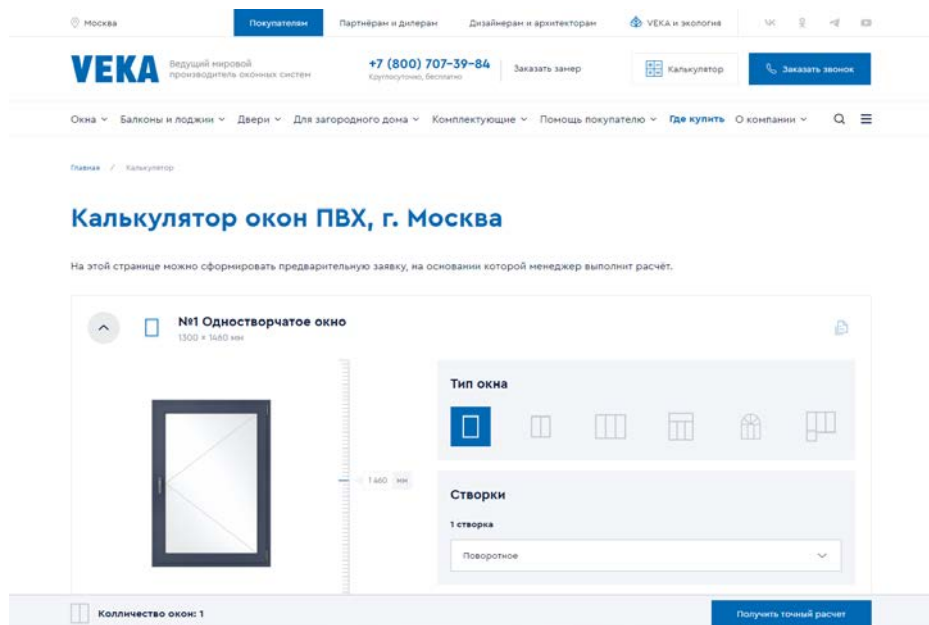 Москва
Покупателям
Партнёрам и дилерам
Дизайнерам и архитекторам
VEKA и экология
VEKA
Ведущий мировой
производитель оконных систем
+7 (800) 707-39-84
Круглосуточно, бесплатно
Заказать замер
Калькулятор
Заказать звонок
Окна
Балконы и лоджии
Двери
Для загородного дома
Комплектующие
Помощь покупателю
Где купить
О компании
Главная / Калькулятор
Калькулятор окон ПВХ, г. Москва
На этой странице можно сформировать предварительную заявку, на основании которой менеджер выполнит расчёт.
№1 Одностворчатое окно
1300 × 1460 мм
1 460 мм
Тип окна
Створки
1 створка
Поворотное
Колличество окон: 1
Получить точный расчет